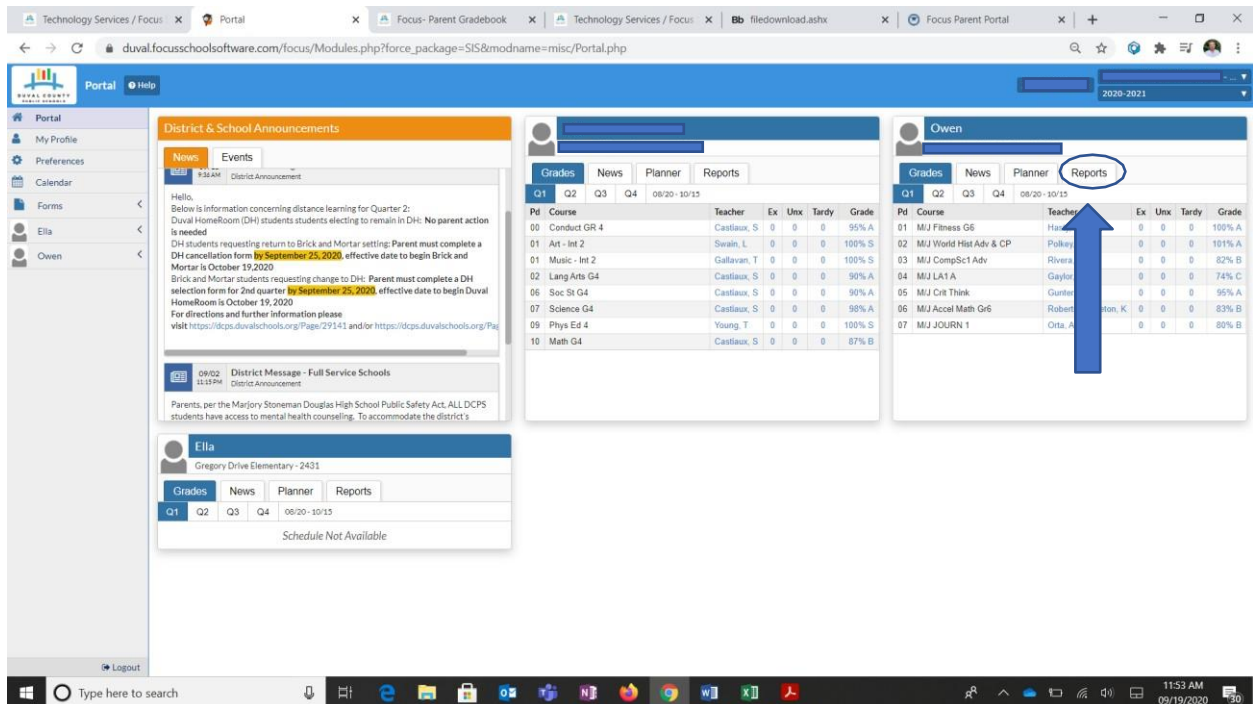 Technology Services / Focus
Portal
Focus- Parent Gradebook
Technology Services / Focus
Bb filedownload.ashx
Focus Parent Portal
duval.focusschoolsoftware.com/focus/Modules.php?force_package=SIS&modname=misc/Portal.php
DUVAL COUNTY
PUBLIC SCHOOLS
Portal
Help
2020-2021
Portal
My Profile
Preferences
Calendar
Forms
Ella
Owen
Logout
District & School Announcements
News Events
9:36 AM District Announcement
Hello,
Below is information concerning distance learning for Quarter 2:
Duval HomeRoom (DH) students students electing to remain in DH: No parent action
is needed
DH students requesting return to Brick and Mortar setting: Parent must complete a
DH cancellation form by September 25, 2020, effective date to begin Brick and
Mortar is October 19,2020
Brick and Mortar students requesting change to DH: Parent must complete a DH
selection form for 2nd quarter by September 25, 2020, effective date to begin Duval
HomeRoom is October 19, 2020
For directions and further information please
visit https://dcps.duvalschools.org/Page/29141 and/or https://dcps.duvalschools.org/Pag
09/02 District Message - Full Service Schools
11:15 PM District Announcement
Parents, per the Marjory Stoneman Douglas High School Public Safety Act, ALL DCPS
students have access to mental health counseling. To accommodate the district's
Grades News Planner Reports
Q1 Q2 Q3 Q4 08/20 - 10/15
Pd Course Teacher Ex Unx Tardy Grade
00 Conduct GR 4 Castiaux, S 0 0 0 95% A
01 Art - Int 2 Swain, L 0 0 0 100% S
01 Music - Int 2 Gallavan, T 0 0 0 100% S
02 Lang Arts G4 Castiaux, S 0 0 0 90% A
06 Soc St G4 Castiaux, S 0 0 0 90% A
07 Science G4 Castiaux, S 0 0 0 98% A
09 Phys Ed 4 Young, T 0 0 0 100% S
10 Math G4 Castiaux, S 0 0 0 87% B
Owen
Grades News Planner Reports
Q1 Q2 Q3 Q4 08/20 - 10/15
Pd Course Teacher Ex Unx Tardy Grade
01 M/J Fitness G6 0 0 0 100% A
02 M/J World Hist Adv & CP Polkey 0 0 0 101% A
03 M/J CompSc1 Adv Rivera, 0 0 0 82% B
04 M/J LA1 A Gaylor, 0 0 0 74% C
05 M/J Crit Think Gunter 0 0 0 95% A
06 M/J Accel Math Gr6 K 0 0 0 83% B
07 M/J JOURN 1 Orta, A 0 0 0 80% B
Ella
Gregory Drive Elementary - 2431
Grades News Planner Reports
Q1 Q2 Q3 Q4 08/20 - 10/15
Schedule Not Available
Type here to search
11:53 AM
09/19/2020
30